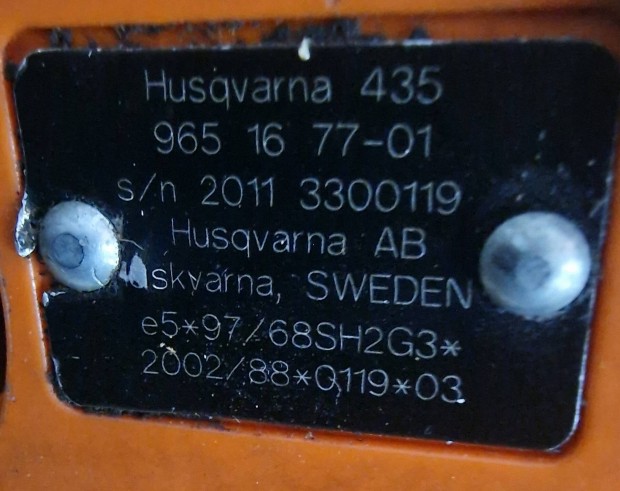 Husqvarna 435
965 16 77-01
s/n 2011 3300119
Husqvarna AB
skvarna, SWEDEN
e5*97/68SH2G3*
2002/88*0119*03